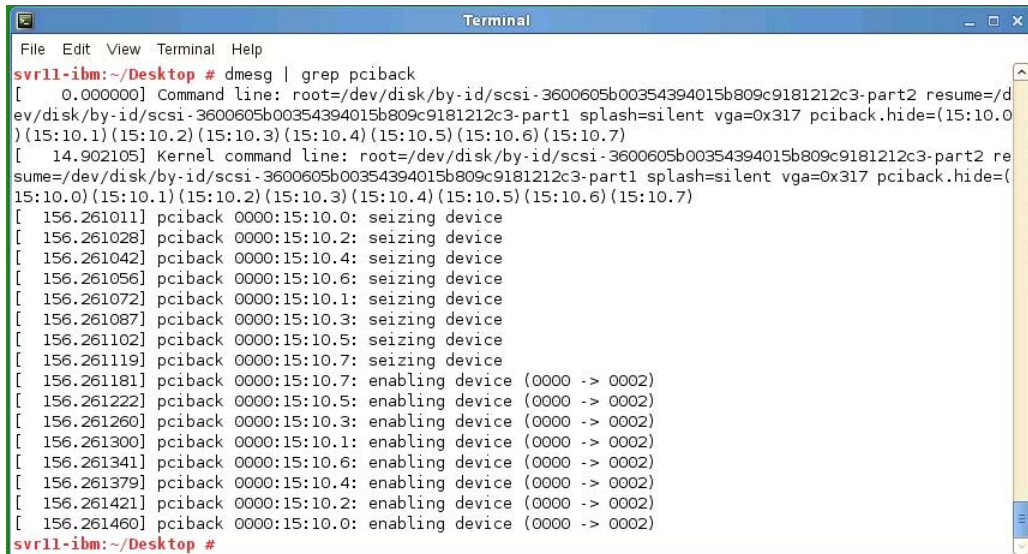 Terminal
File Edit View Terminal Help
svr11-ibm:~/Desktop # dmesg | grep pciback
[    0.000000] Command line: root=/dev/disk/by-id/scsi-3600605b00354394015b809c9181212c3-part2 resume=/d
ev/disk/by-id/scsi-3600605b00354394015b809c9181212c3-part1 splash=silent vga=0x317 pciback.hide=(15:10.0
)(15:10.1)(15:10.2)(15:10.3)(15:10.4)(15:10.5)(15:10.6)(15:10.7)
[   14.902105] Kernel command line: root=/dev/disk/by-id/scsi-3600605b00354394015b809c9181212c3-part2 re
sume=/dev/disk/by-id/scsi-3600605b00354394015b809c9181212c3-part1 splash=silent vga=0x317 pciback.hide=(
15:10.0)(15:10.1)(15:10.2)(15:10.3)(15:10.4)(15:10.5)(15:10.6)(15:10.7)
[  156.261011] pciback 0000:15:10.0: seizing device
[  156.261028] pciback 0000:15:10.2: seizing device
[  156.261042] pciback 0000:15:10.4: seizing device
[  156.261056] pciback 0000:15:10.6: seizing device
[  156.261072] pciback 0000:15:10.1: seizing device
[  156.261087] pciback 0000:15:10.3: seizing device
[  156.261102] pciback 0000:15:10.5: seizing device
[  156.261119] pciback 0000:15:10.7: seizing device
[  156.261181] pciback 0000:15:10.7: enabling device (0000 -> 0002)
[  156.261222] pciback 0000:15:10.5: enabling device (0000 -> 0002)
[  156.261260] pciback 0000:15:10.3: enabling device (0000 -> 0002)
[  156.261300] pciback 0000:15:10.1: enabling device (0000 -> 0002)
[  156.261341] pciback 0000:15:10.6: enabling device (0000 -> 0002)
[  156.261379] pciback 0000:15:10.4: enabling device (0000 -> 0002)
[  156.261421] pciback 0000:15:10.2: enabling device (0000 -> 0002)
[  156.261460] pciback 0000:15:10.0: enabling device (0000 -> 0002)
svr11-ibm:~/Desktop #